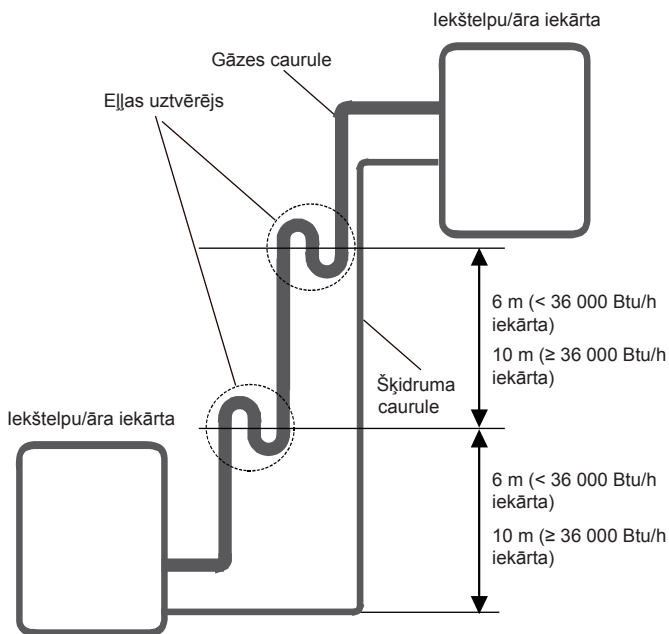 Iekštelpu/āra iekārta
Gāzes caurule
Eļļas uztvērējs
6 m (< 36 000 Btu/h
iekārta)
10 m (≥ 36 000 Btu/h
iekārta)
Šķidruma
caurule
Iekštelpu/āra iekārta
6 m (< 36 000 Btu/h
iekārta)
10 m (≥ 36 000 Btu/h
iekārta)